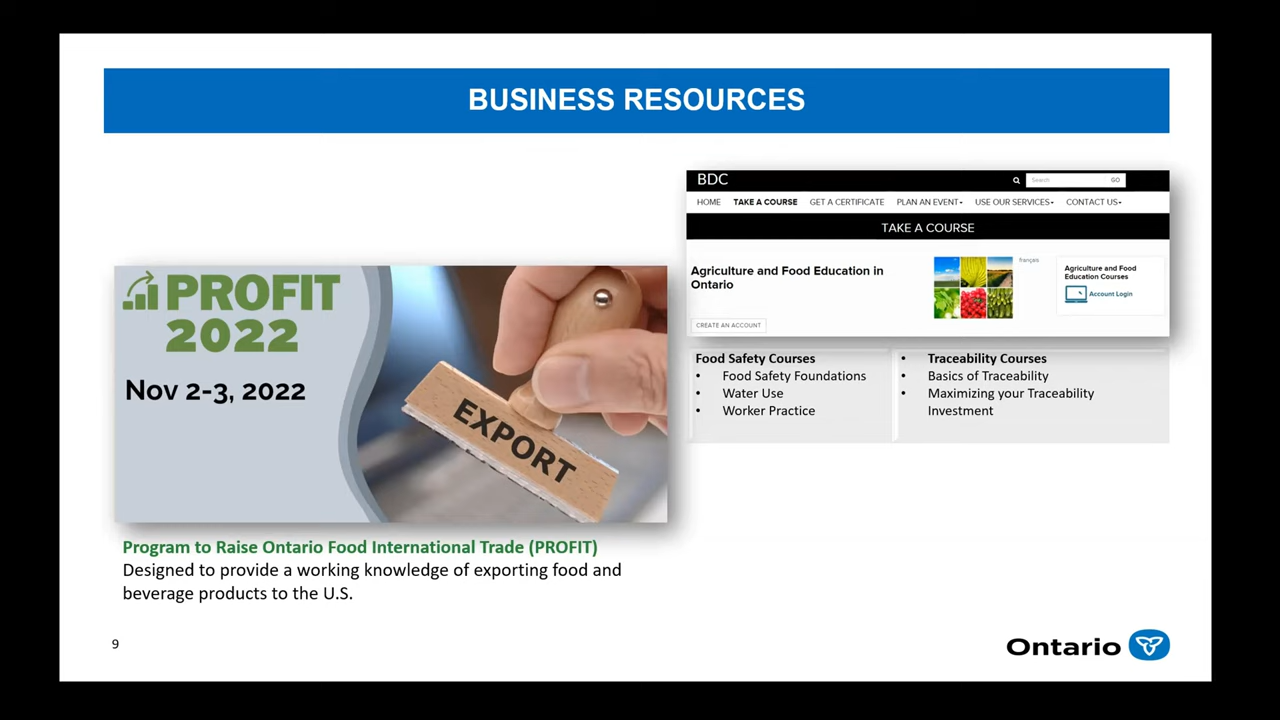 BUSINESS RESOURCES
BDC
Search
GO
HOME
TAKE A COURSE
GET A CERTIFICATE
PLAN AN EVENT
USE OUR SERVICES
CONTACT US
TAKE A COURSE
Agriculture and Food Education in
Ontario
français
Agriculture and Food
Education Courses
Account Login
CREATE AN ACCOUNT
PROFIT
2022
Nov 2-3, 2022
EXPORT
Food Safety Courses
• Food Safety Foundations
• Water Use
• Worker Practice
• Traceability Courses
• Basics of Traceability
• Maximizing your Traceability
Investment
Program to Raise Ontario Food International Trade (PROFIT)
Designed to provide a working knowledge of exporting food and
beverage products to the U.S.
9
Ontario